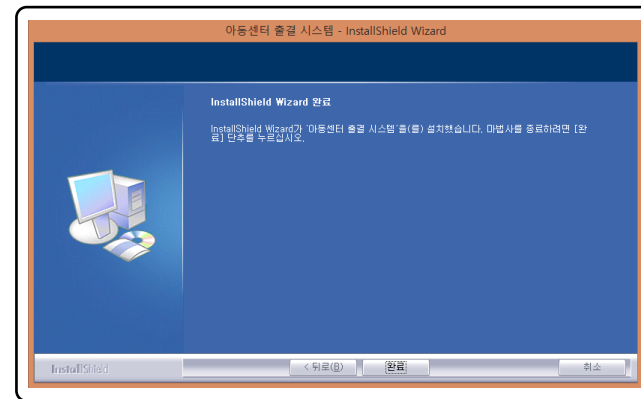 아동센터 출결 시스템 - InstallShield Wizard
InstallShield Wizard 완료
InstallShield Wizard가 '아동센터 출결 시스템'을(를) 설치했습니다. 마법사를 종료하려면 [완
료] 단추를 누르십시오.
InstallShield
< 뒤로(B)
완료
취소